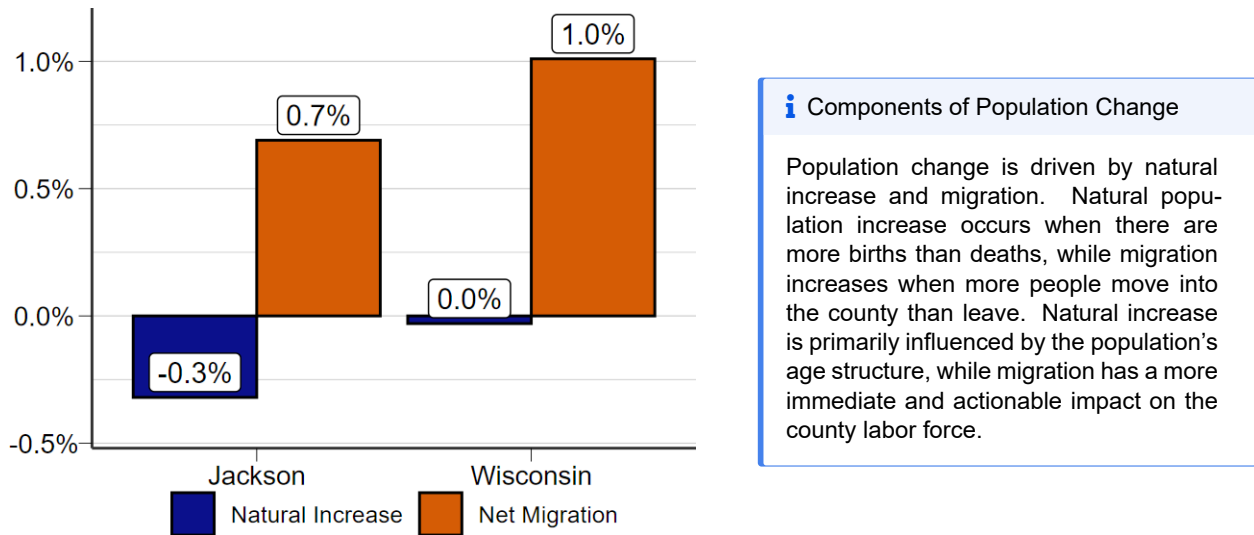 1.0%
0.5%
0.0%
-0.5%
-0.3%
0.7%
0.0%
1.0%
Jackson
Wisconsin
Natural Increase
Net Migration
Components of Population Change
Population change is driven by natural
increase and migration. Natural popu-
lation increase occurs when there are
more births than deaths, while migration
increases when more people move into
the county than leave. Natural increase
is primarily influenced by the population's
age structure, while migration has a more
immediate and actionable impact on the
county labor force.